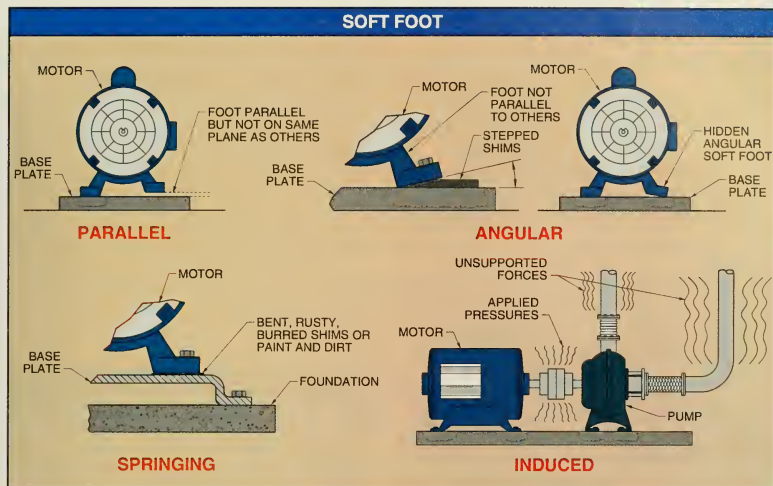 SOFT FOOT
MOTOR
FOOT PARALLEL
BUT NOT ON SAME
PLANE AS OTHERS
BASE
PLATE
PARALLEL
MOTOR
FOOT NOT
PARALLEL
TO OTHERS
STEPPED
SHIMS
BASE
PLATE
MOTOR
HIDDEN
ANGULAR
SOFT FOOT
BASE
PLATE
ANGULAR
MOTOR
BENT, RUSTY,
BURRED SHIMS OR
PAINT AND DIRT
BASE
PLATE
FOUNDATION
SPRINGING
UNSUPPORTED
FORCES
APPLIED
PRESSURES
MOTOR
PUMP
INDUCED